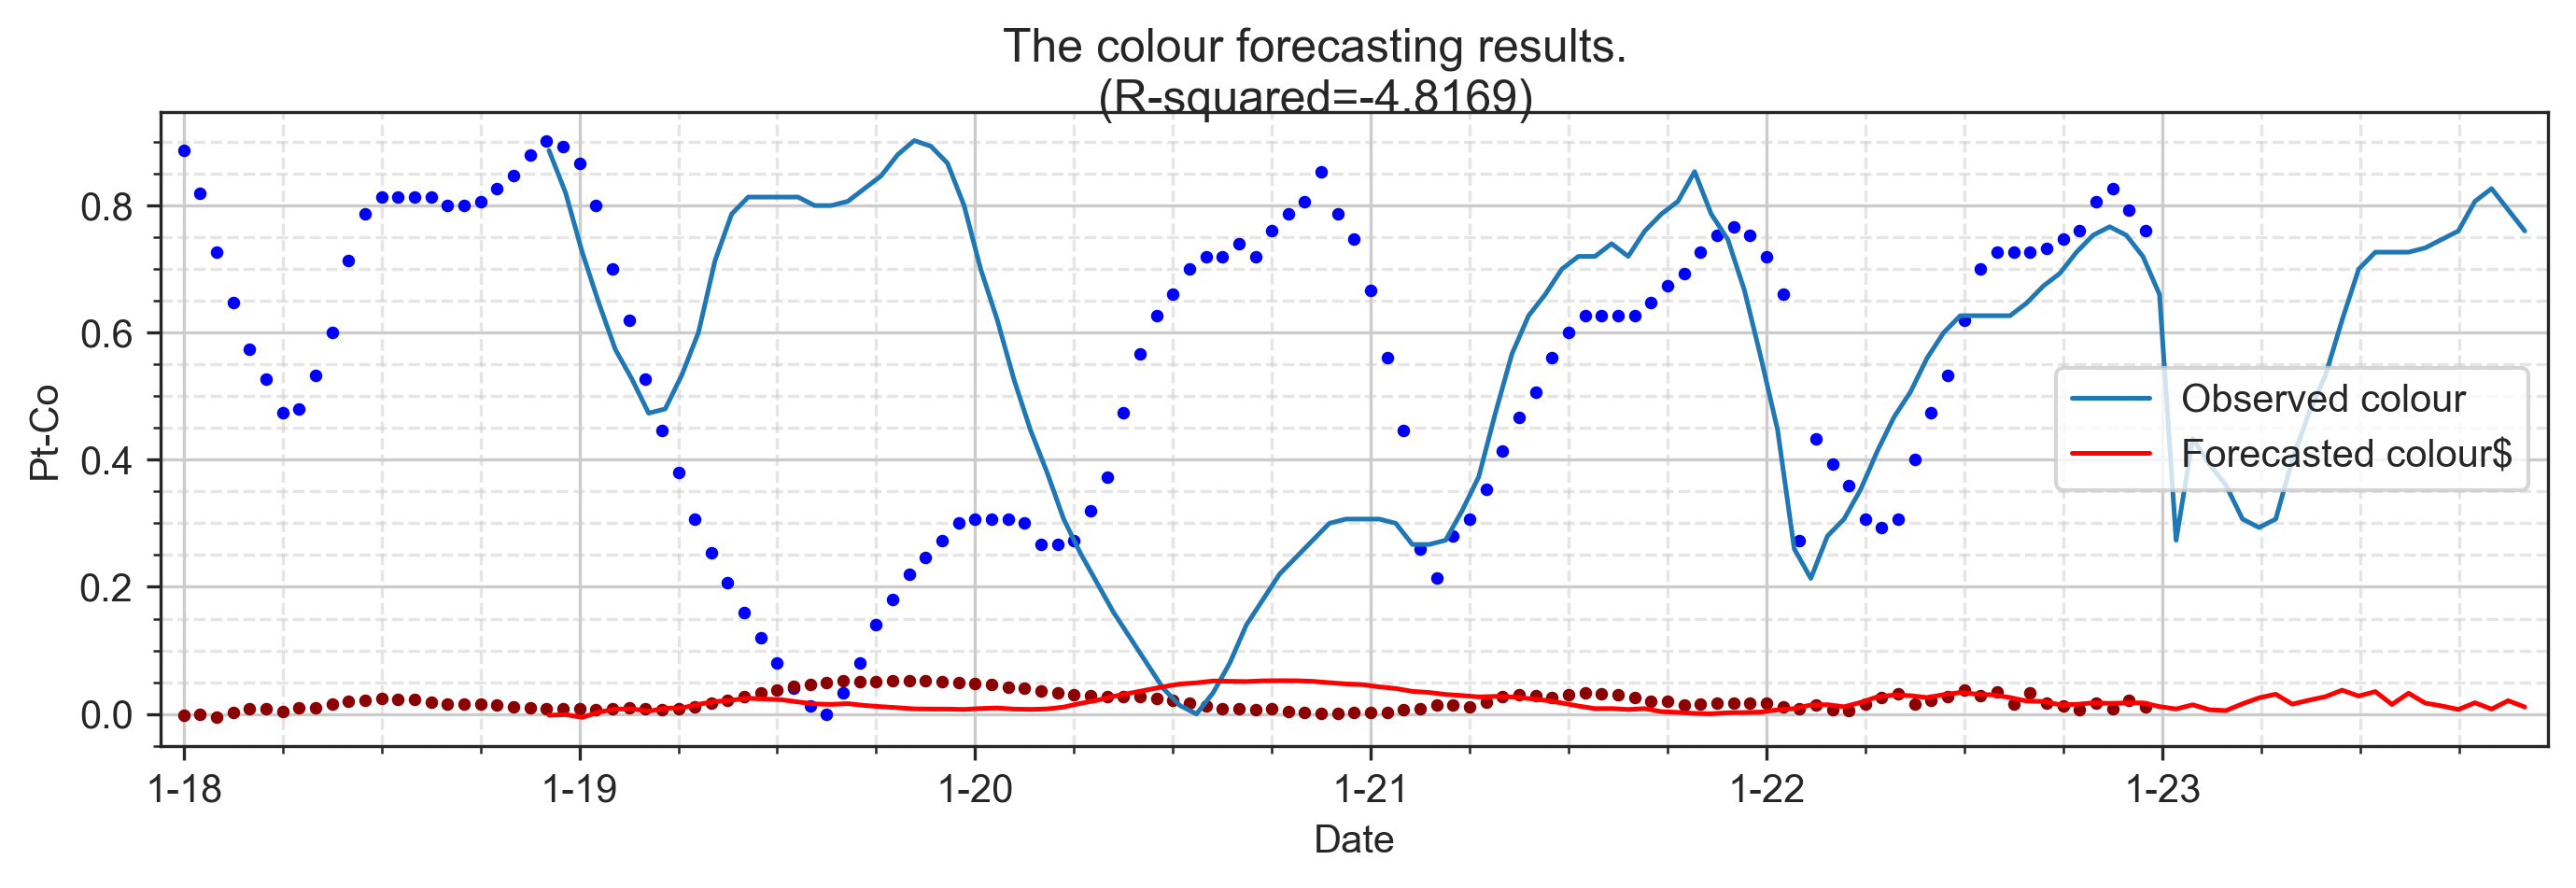 The colour forecasting results.
(R-squared=-4.8169)
Pt-Co
0.8
0.6
0.4
0.2
0.0
Observed colour
Forecasted colour$
1-18 1-19 1-20 1-21 1-22 1-23
Date